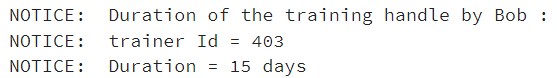 NOTICE:  Duration of the training handle by Bob :
NOTICE:  trainer Id = 403
NOTICE:  Duration = 15 days